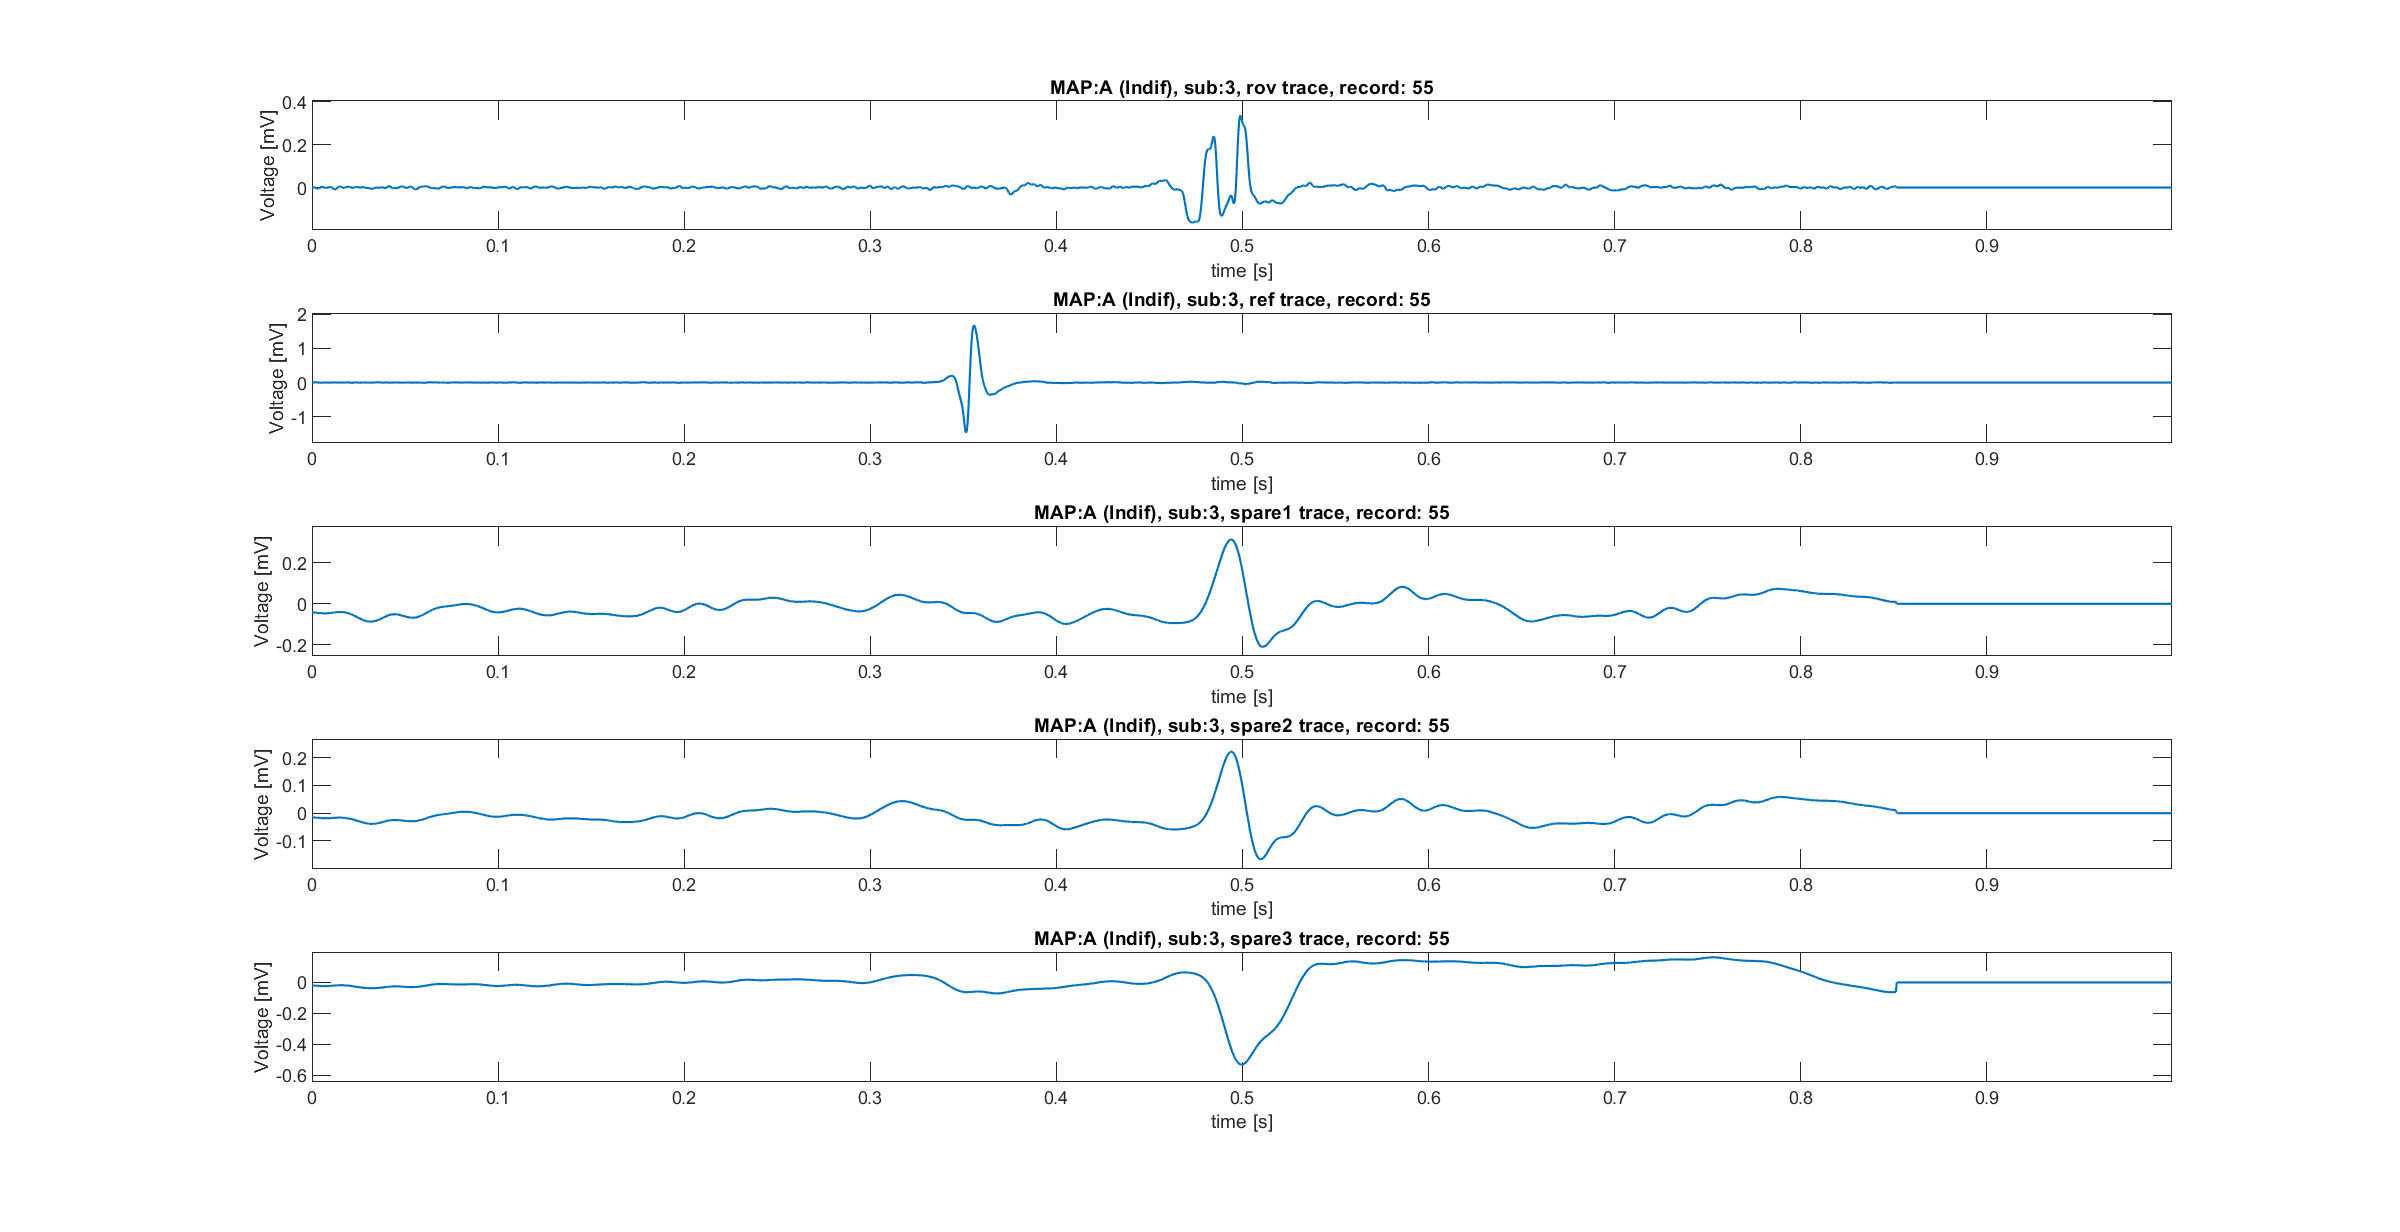 MAP:A (Indif), sub:3, rov trace, record: 55
Voltage [mV]
0.4
0.2
0
0 0.1 0.2 0.3 0.4 0.5 0.6 0.7 0.8 0.9
time [s]
MAP:A (Indif), sub:3, ref trace, record: 55
Voltage [mV]
2
1
0
-1
0 0.1 0.2 0.3 0.4 0.5 0.6 0.7 0.8 0.9
time [s]
MAP:A (Indif), sub:3, spare1 trace, record: 55
Voltage [mV]
0.2
0
-0.2
0 0.1 0.2 0.3 0.4 0.5 0.6 0.7 0.8 0.9
time [s]
MAP:A (Indif), sub:3, spare2 trace, record: 55
Voltage [mV]
0.2
0.1
0
-0.1
0 0.1 0.2 0.3 0.4 0.5 0.6 0.7 0.8 0.9
time [s]
MAP:A (Indif), sub:3, spare3 trace, record: 55
Voltage [mV]
0
-0.2
-0.4
-0.6
0 0.1 0.2 0.3 0.4 0.5 0.6 0.7 0.8 0.9
time [s]